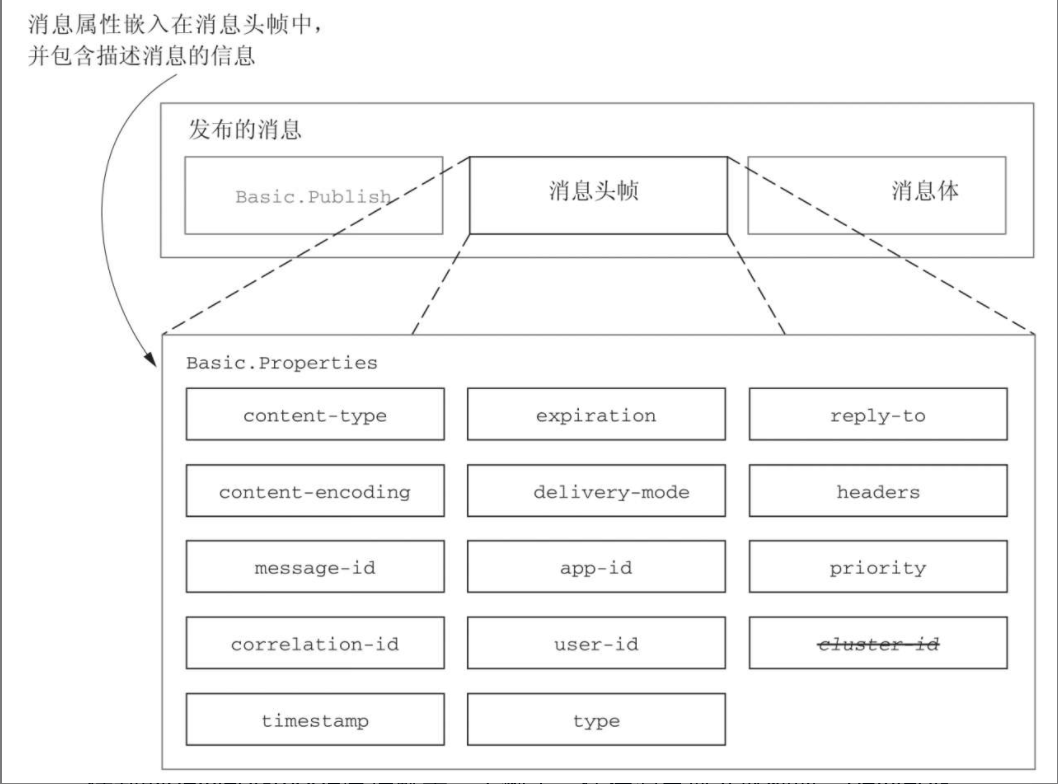 消息属性嵌入在消息头帧中，
并包含描述消息的信息
发布的消息
Basic.Publish
消息头帧
消息体
Basic.Properties
content-type
expiration
reply-to
content-encoding
delivery-mode
headers
message-id
app-id
priority
correlation-id
user-id
cluster-id
timestamp
type